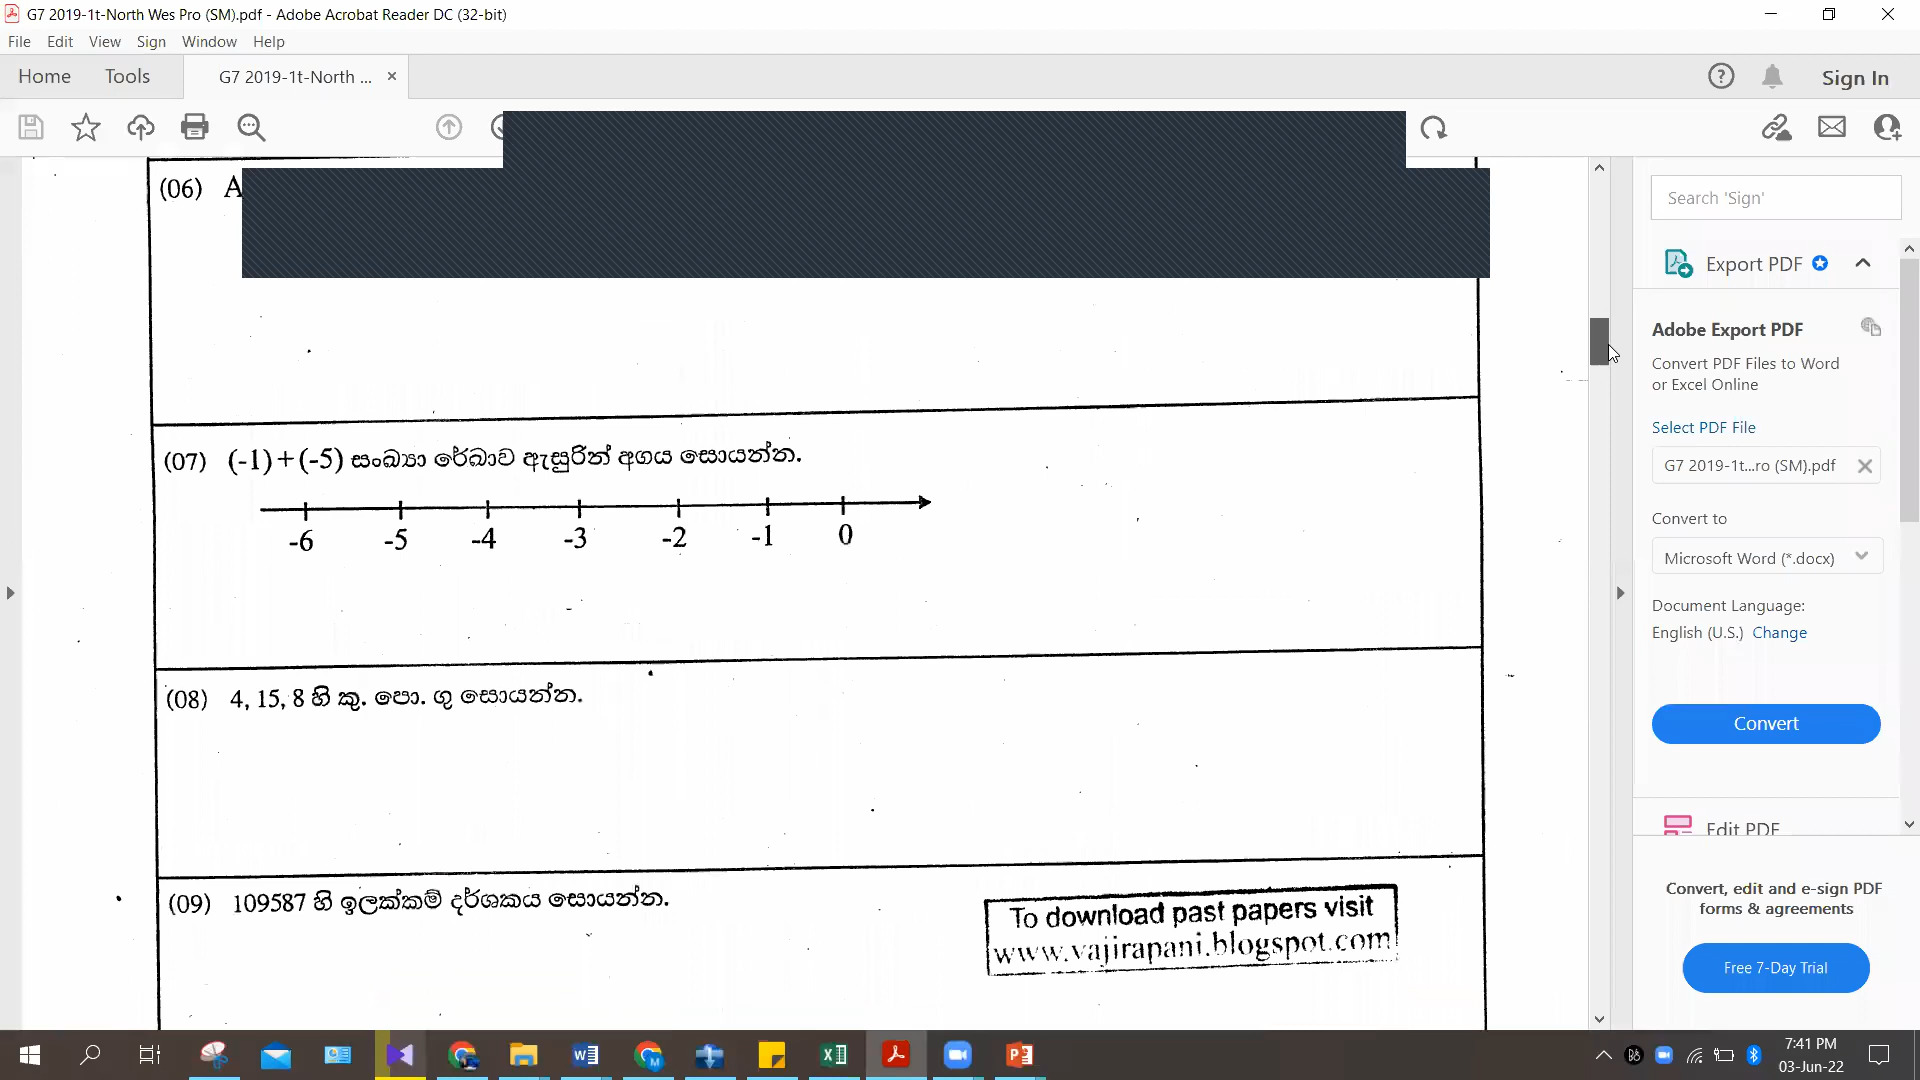 G7 2019-1t-North Wes Pro (SM).pdf - Adobe Acrobat Reader DC (32-bit)
File Edit View Sign Window Help
Home Tools G7 2019-1t-North ... Sign In
(06) A
(07) (-1)+(-5) සංඛ්‍යා රේඛාව ඇසුරින් අගය සොයන්න.
-6 -5 -4 -3 -2 -1 0
(08) 4, 15, 8 හි කු. පො. ගු සොයන්න.
(09) 109587 හි ඉලක්කම් දර්ශකය සොයන්න.
To download past papers visit
www.vajirapani.blogspot.com
Search 'Sign'
Export PDF
Adobe Export PDF
Convert PDF Files to Word
or Excel Online
Select PDF File
G7 2019-1t...ro (SM).pdf
Convert to
Microsoft Word (*.docx)
Document Language:
English (U.S.) Change
Convert
Edit PDF
Convert, edit and e-sign PDF
forms & agreements
Free 7-Day Trial
7:41 PM
03-Jun-22